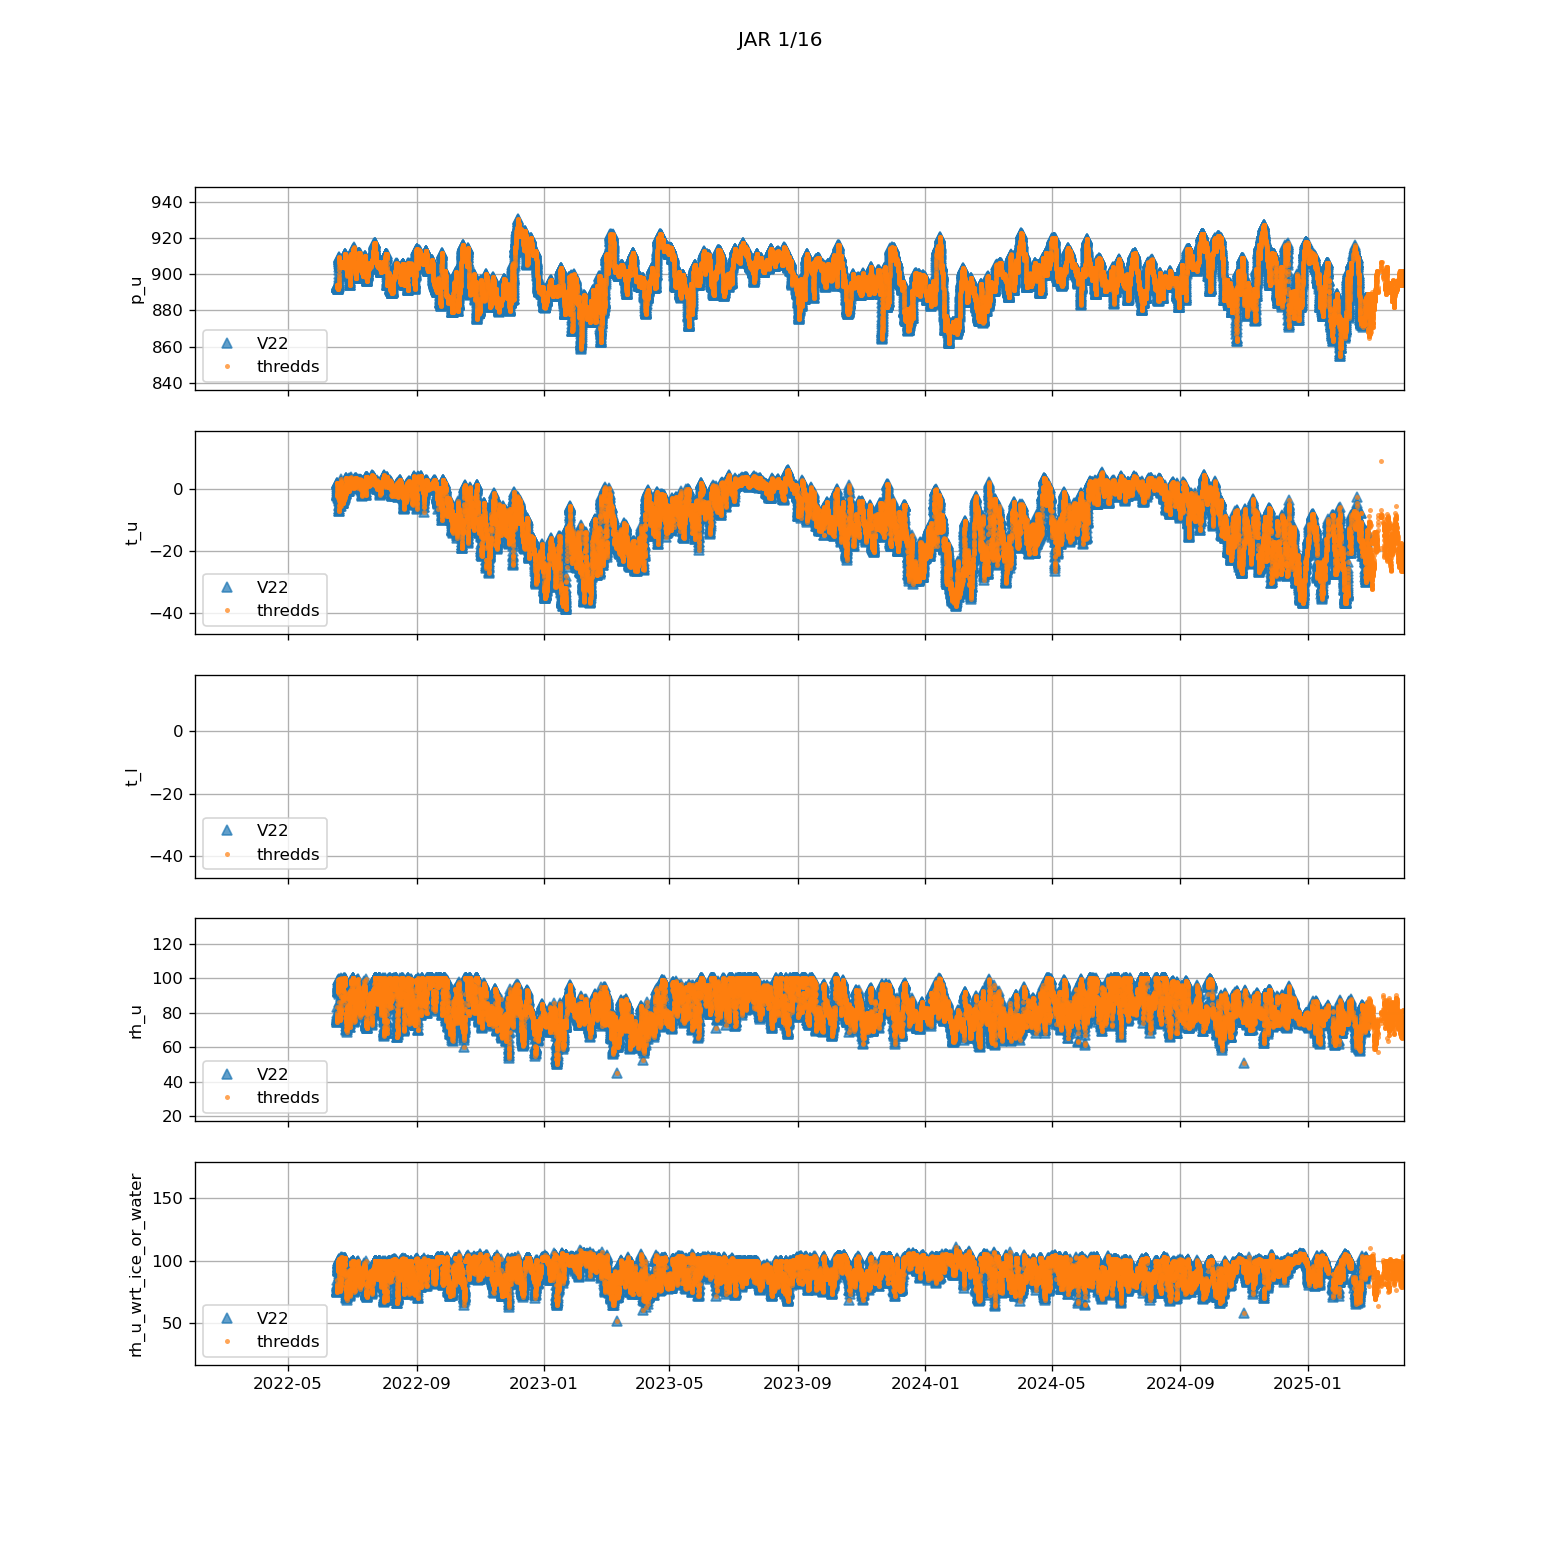 JAR 1/16
940
920
900
880
860
840
p_u
V22
thredds
0
−20
−40
t_u
V22
thredds
0
−20
−40
t_l
V22
thredds
120
100
80
60
40
20
rh_u
V22
thredds
150
100
50
rh_u_wrt_ice_or_water
V22
thredds
2022-05 2022-09 2023-01 2023-05 2023-09 2024-01 2024-05 2024-09 2025-01